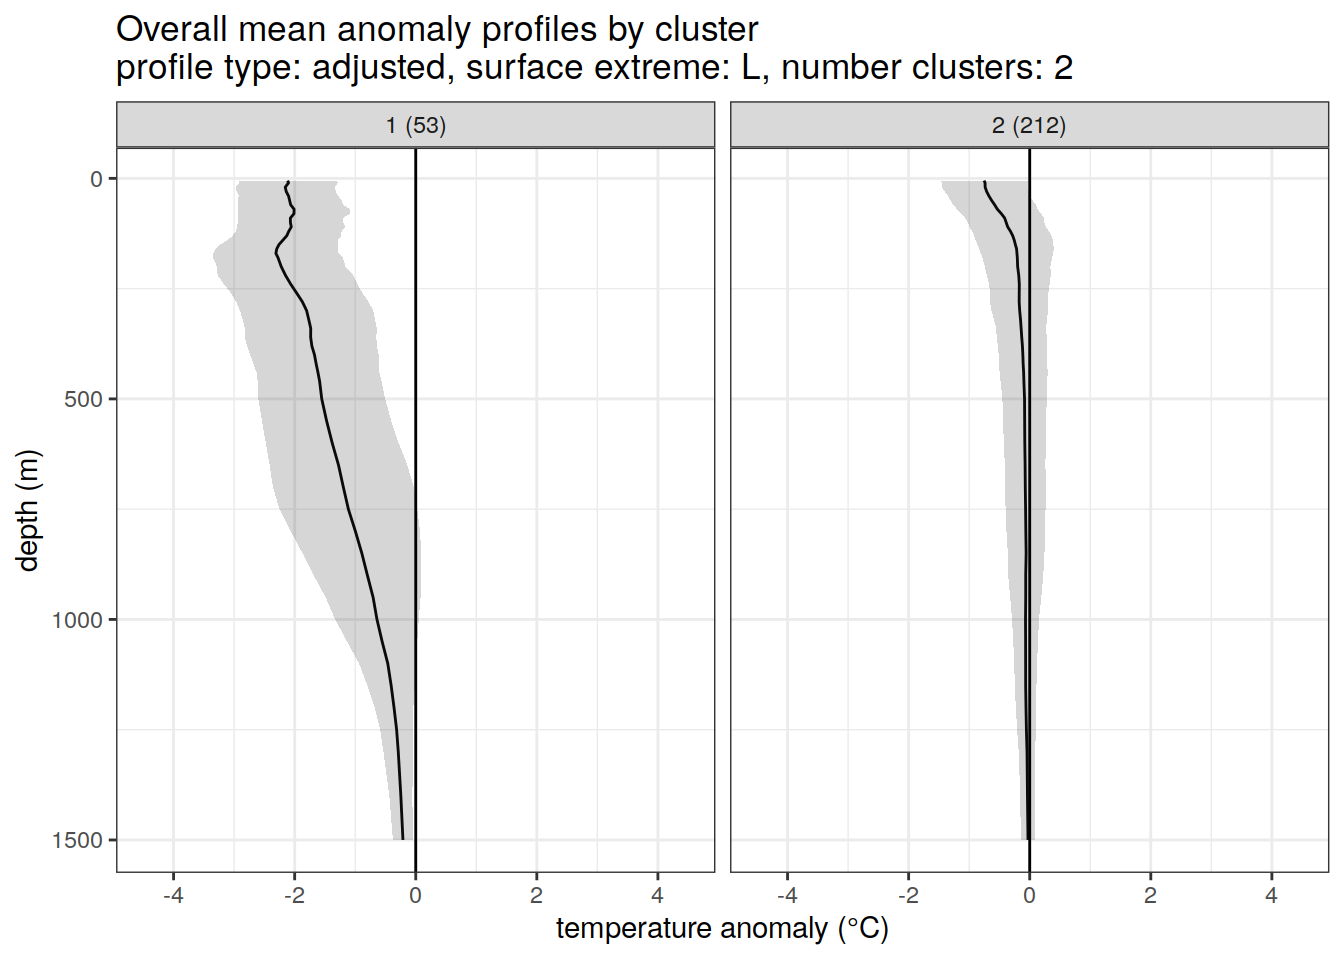 Overall mean anomaly profiles by cluster
profile type: adjusted, surface extreme: L, number clusters: 2
1 (53)
2 (212)
0
500
1000
1500
depth (m)
-4 -2 0 2 4
-4 -2 0 2 4
temperature anomaly (°C)